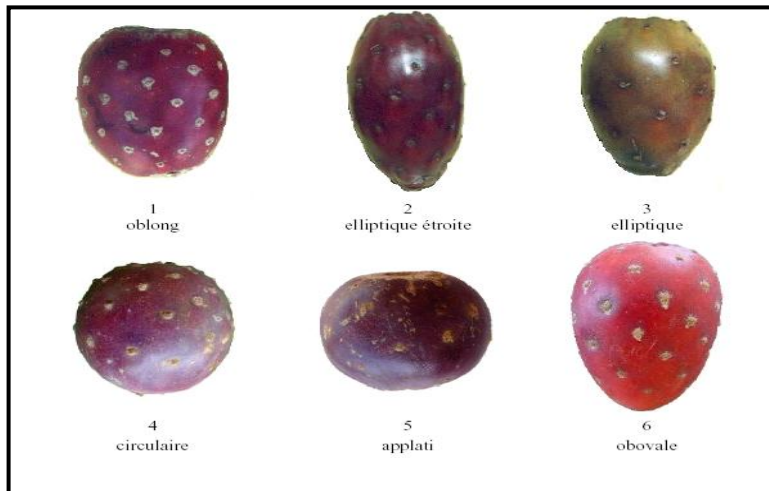 1 2 3
oblong elliptique étroite elliptique
4 5 6
circulaire applati obovale